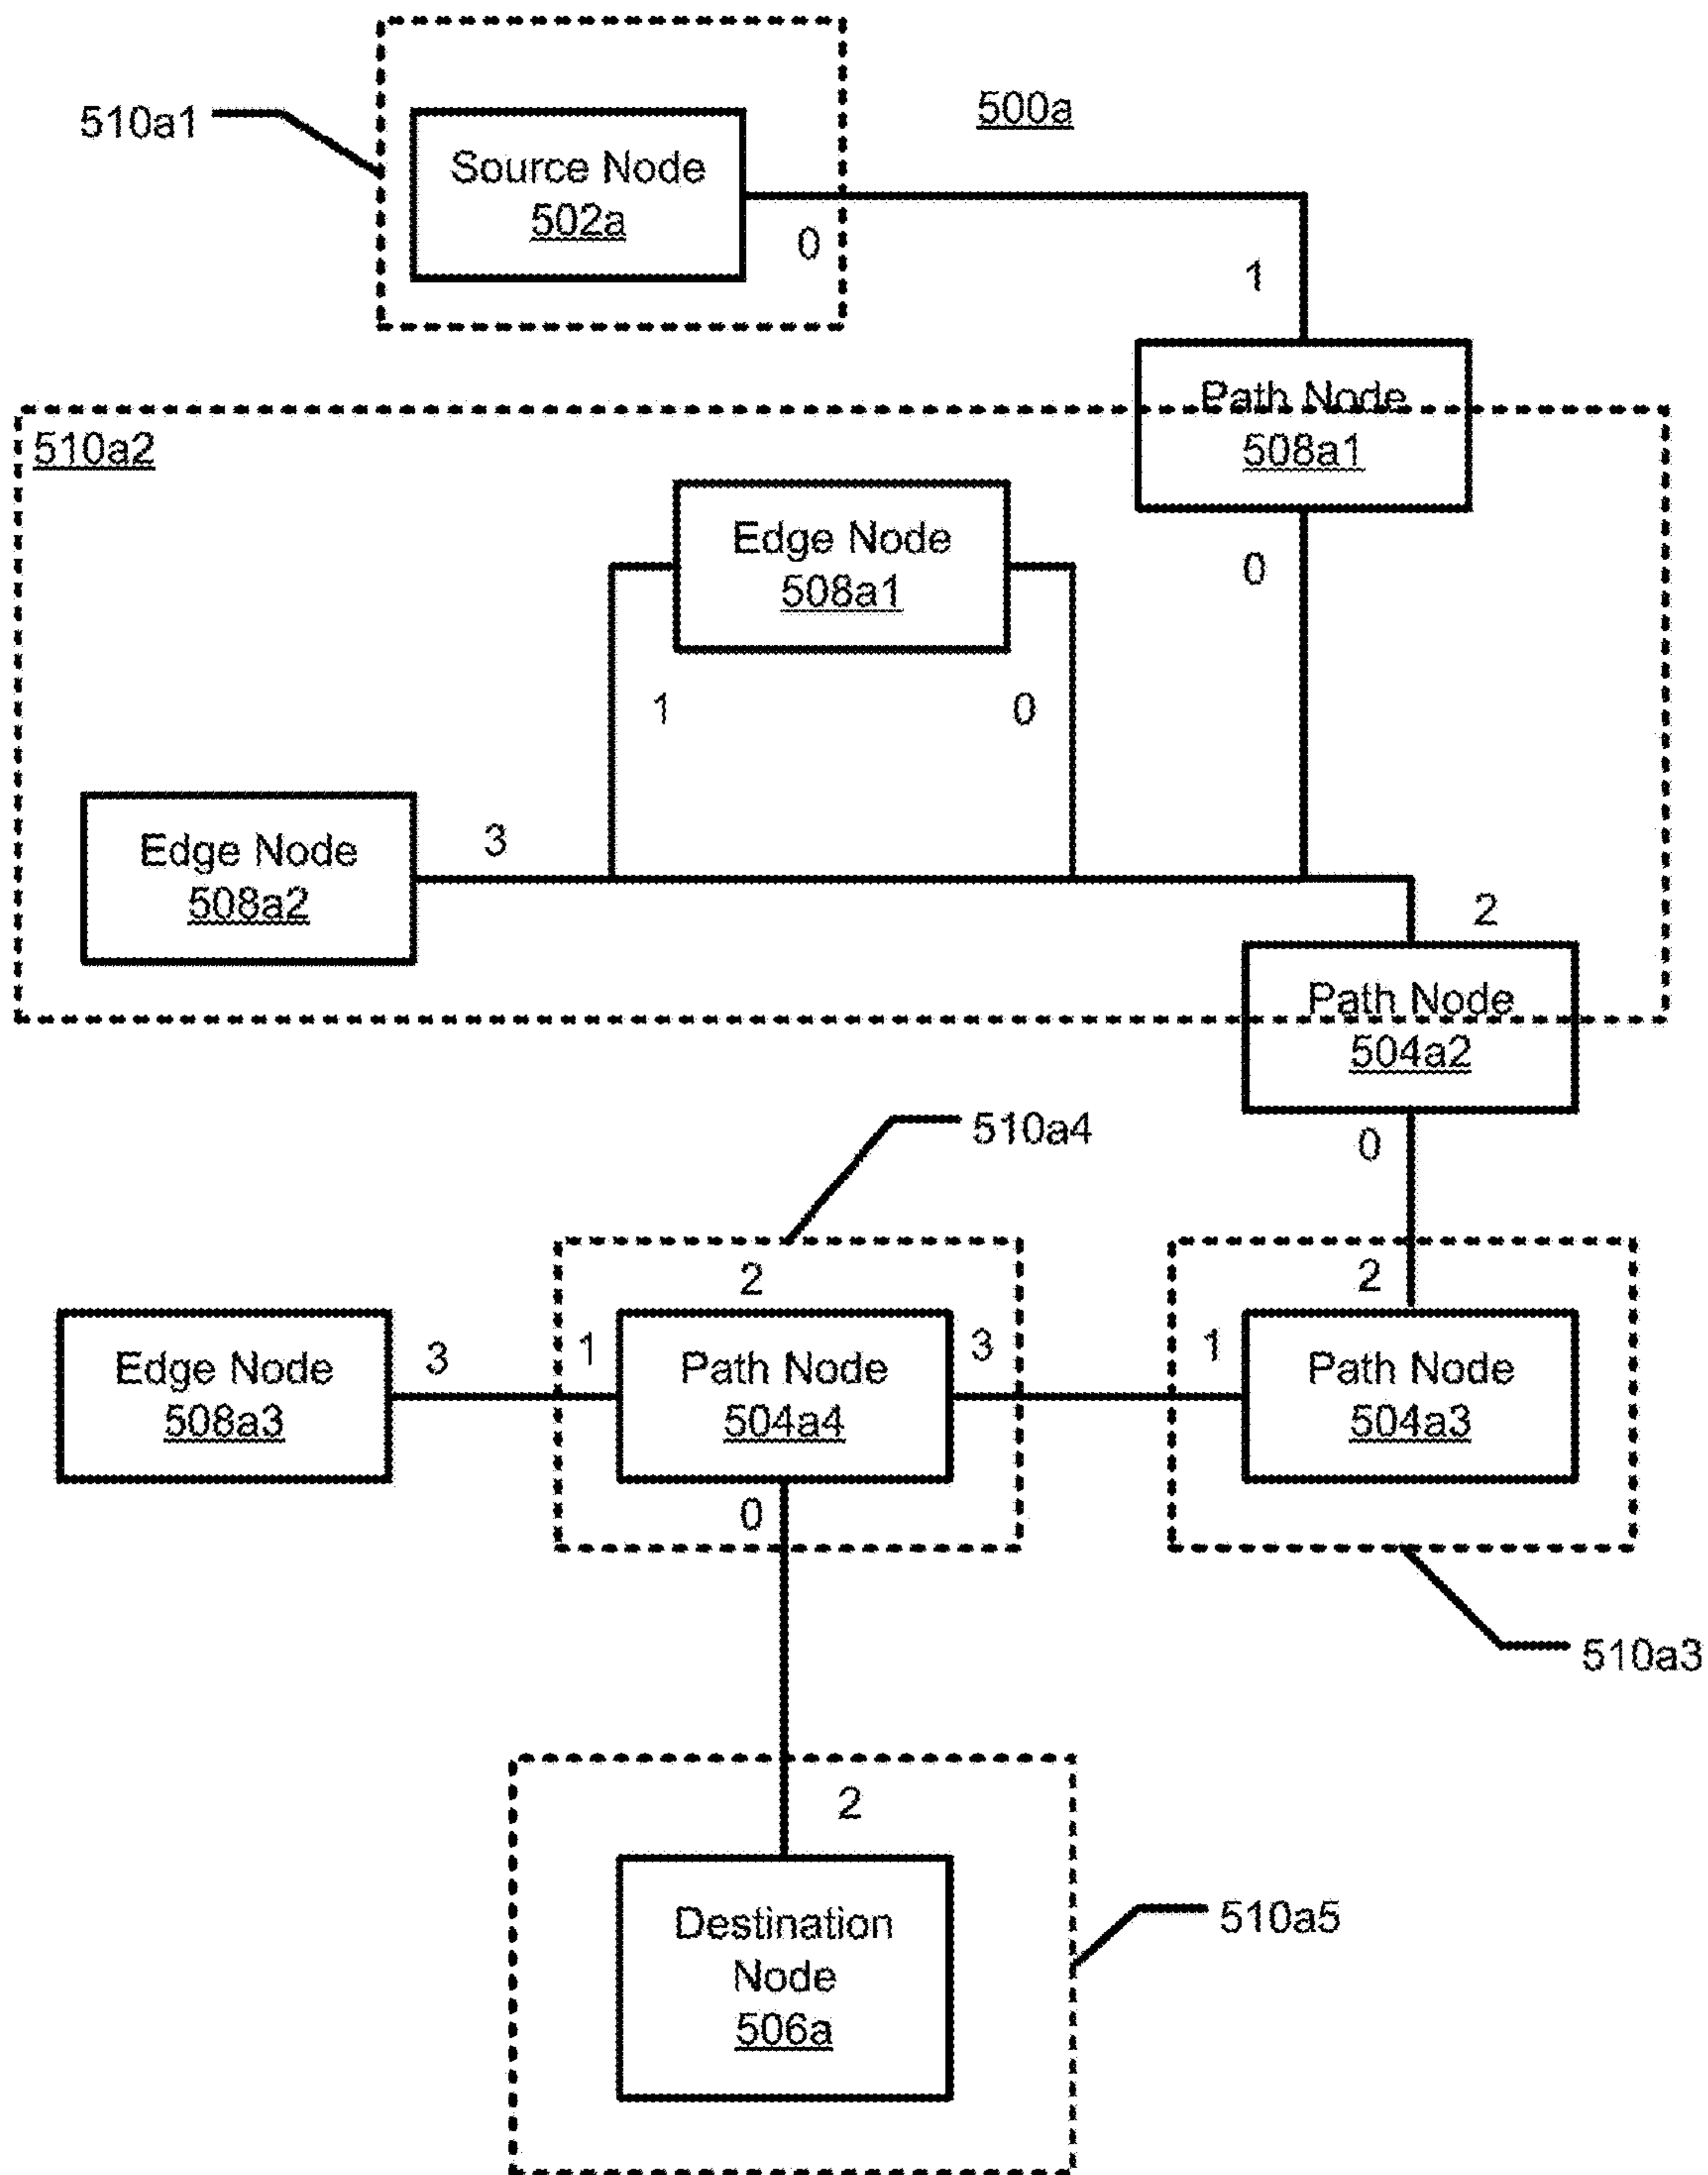 500a
510a1
Source Node
502a
0
1
Path Node
508a1
510a2
Edge Node
508a1
0
1
0
Edge Node
508a2
3
2
Path Node
504a2
0
510a4
2
2
Edge Node
508a3
3
1
Path Node
504a4
3
1
Path Node
504a3
0
510a3
2
Destination
Node
506a
510a5